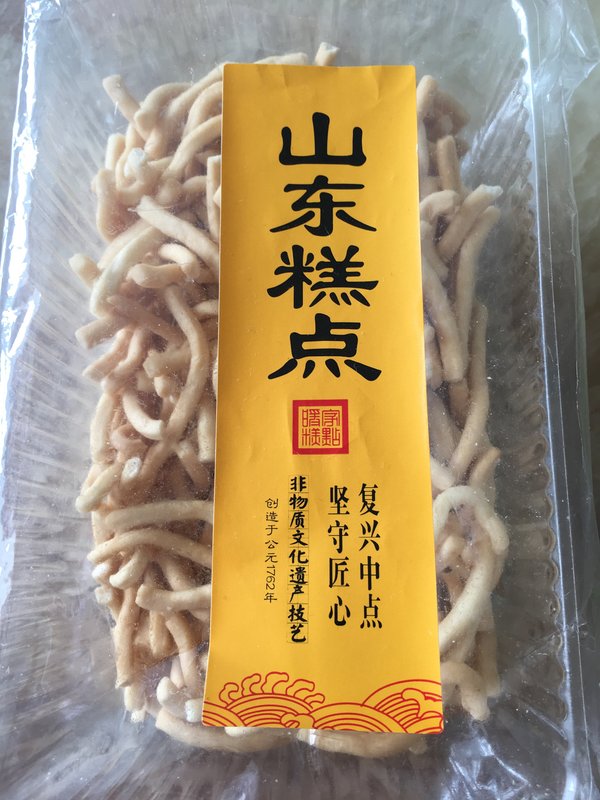 山东糕点
复兴中点
坚守匠心
非物质文化遗产技艺
创造于公元1762年